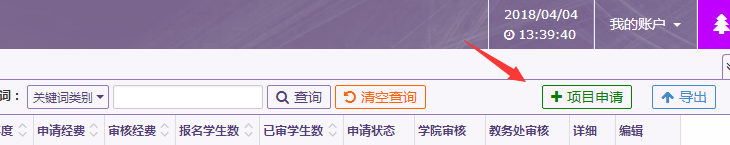 2018/04/04
13:39:40
我的账户
词：
关键词类别
查询
清空查询
项目申请
导出
度
申请经费
审核经费
报名学生数
已审学生数
申请状态
学院审核
教务处审核
详细
编辑